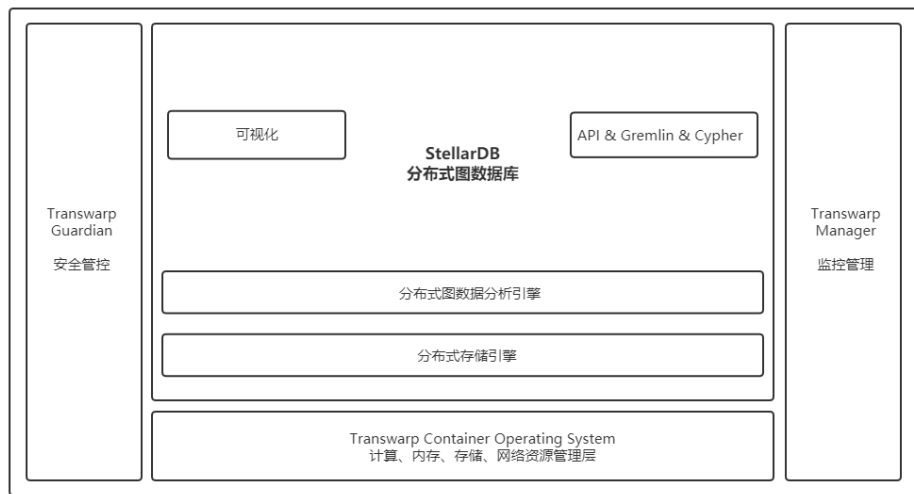 可视化
API & Gremlin & Cypher
StellarDB
分布式图数据库
Transwarp
Guardian
安全管控
Transwarp
Manager
监控管理
分布式图数据分析引擎
分布式存储引擎
Transwarp Container Operating System
计算、内存、存储、网络资源管理层